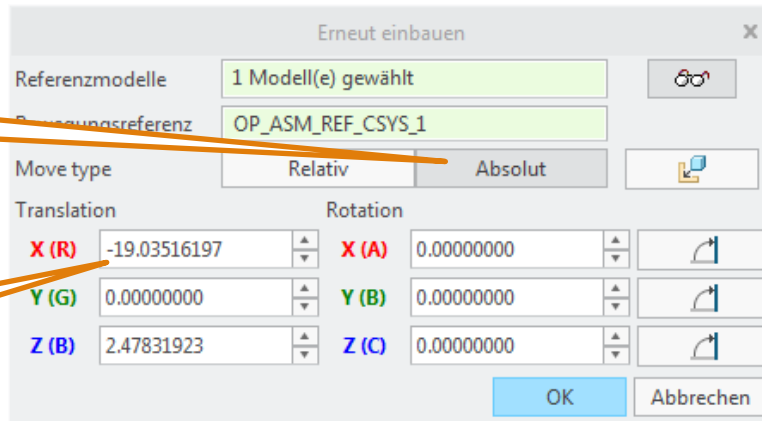 Erneut einbauen
Referenzmodelle 1 Modell(e) gewählt
Bewegungsreferenz OP_ASM_REF_CSYS_1
Move type Relativ Absolut
Translation Rotation
X (R) -19.03516197 X (A) 0.00000000
Y (G) 0.00000000 Y (B) 0.00000000
Z (B) 2.47831923 Z (C) 0.00000000
OK Abbrechen